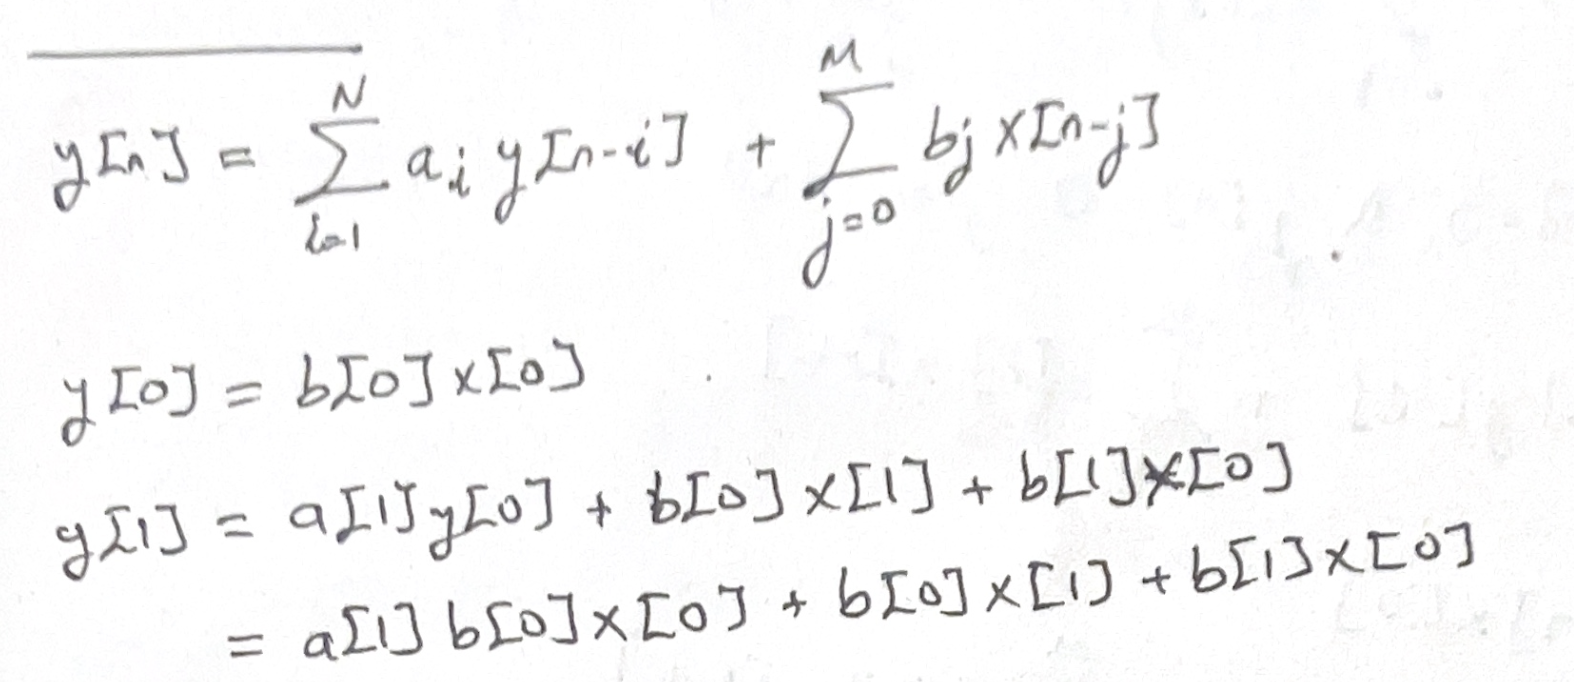 y[n] = \sum_{i=1}^{N} a_i y[n-i] + \sum_{j=0}^{M} b_j x[n-j]
y[0] = b[0] x[0]
y[1] = a[1] y[0] + b[0] x[1] + b[1] x[0]
= a[1] b[0] x[0] + b[0] x[1] + b[1] x[0]